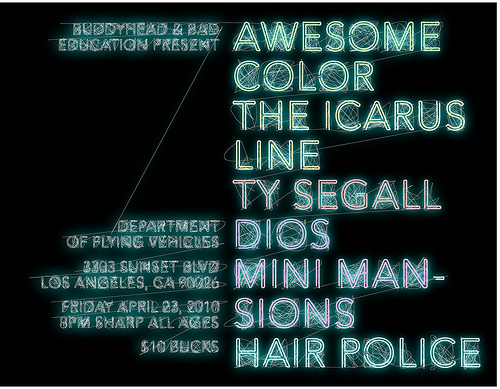 BUDDYHEAD & BAD
EDUCATION PRESENT
AWESOME
COLOR
THE ICARUS
LINE
TY SEGALL
DIOS
MINI MAN-
SIONS
HAIR POLICE
DEPARTMENT
OF FLYING VEHICLES
3303 SUNSET BLVD
LOS ANGELES, CA 90026
FRIDAY APRIL 23, 2010
8PM SHARP ALL AGES
$10 BUCKS